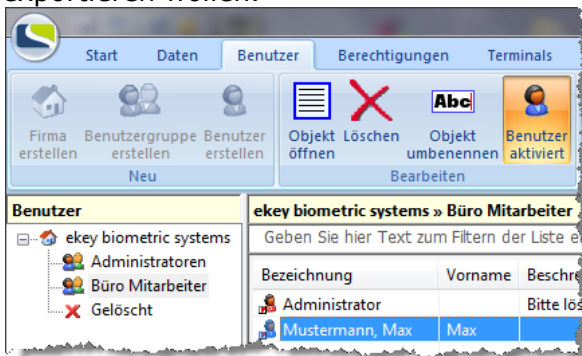 exportieren wollen.
Start Daten Benutzer Berechtigungen Terminals
Firma erstellen
Benutzergruppe erstellen
Benutzer erstellen
Neu
Objekt öffnen
Löschen
Abc
Objekt umbenennen
Benutzer aktiviert
Bearbeiten
Benutzer
ekey biometric systems
Administratoren
Büro Mitarbeiter
Gelöscht
ekey biometric systems » Büro Mitarbeiter
Geben Sie hier Text zum Filtern der Liste
Bezeichnung Vorname
Administrator Bitte
Mustermann, Max Max